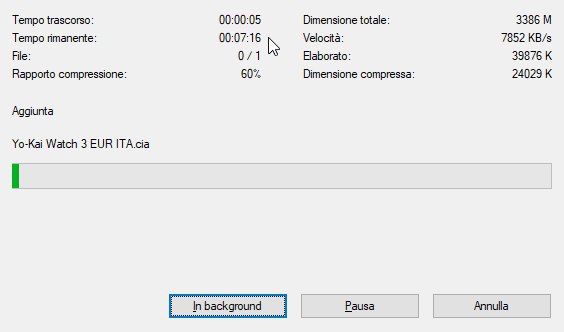 Tempo trascorso: 00:00:05 Dimensione totale: 3386 M
Tempo rimanente: 00:07:16 Velocità: 7852 KB/s
File: 0 / 1 Elaborato: 39876 K
Rapporto compressione: 60% Dimensione compressa: 24029 K
Aggiunta
Yo-Kai Watch 3 EUR ITA.cia
In background Pausa Annulla